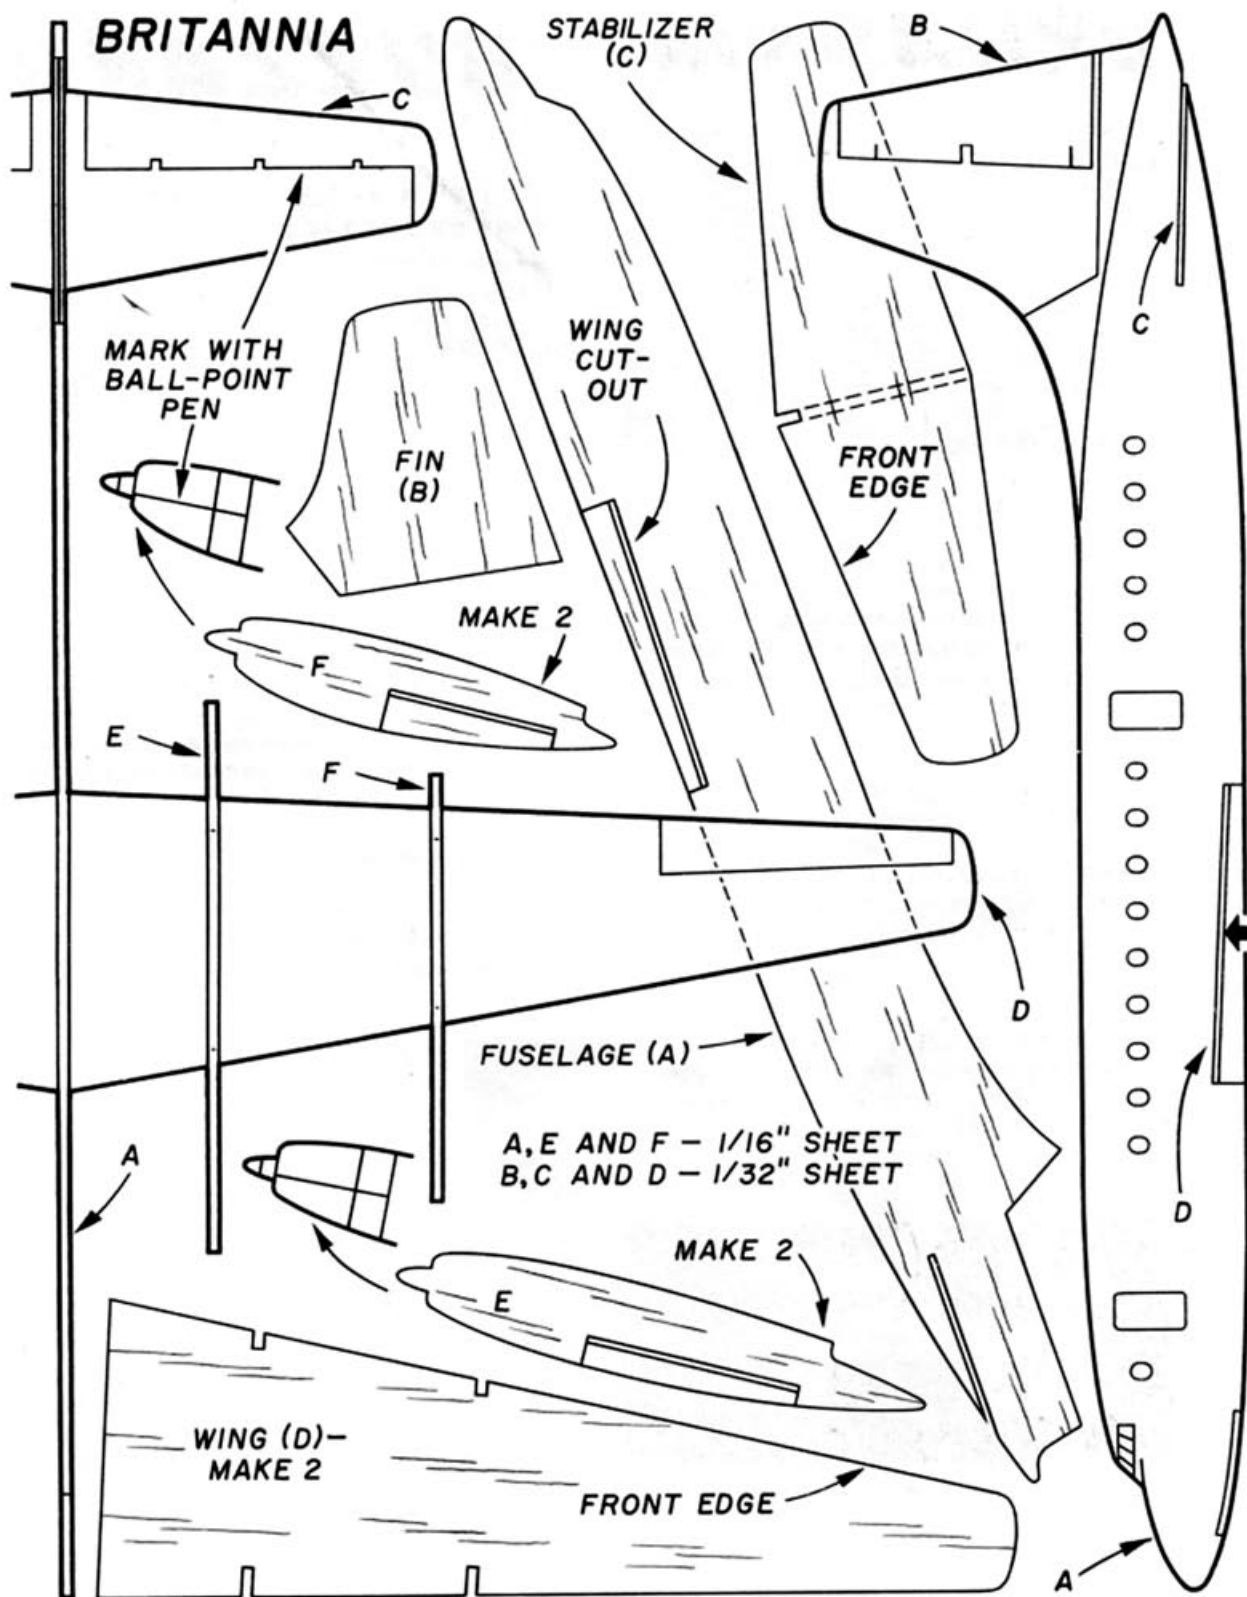 BRITANNIA
STABILIZER
(C)
B
C
C
MARK WITH
BALL-POINT
PEN
WING
CUT-
OUT
FIN
(B)
FRONT
EDGE
MAKE 2
F
E
F
D
FUSELAGE (A)
A
A, E AND F – 1/16" SHEET
B, C AND D – 1/32" SHEET
D
MAKE 2
E
WING (D)–
MAKE 2
FRONT EDGE
A